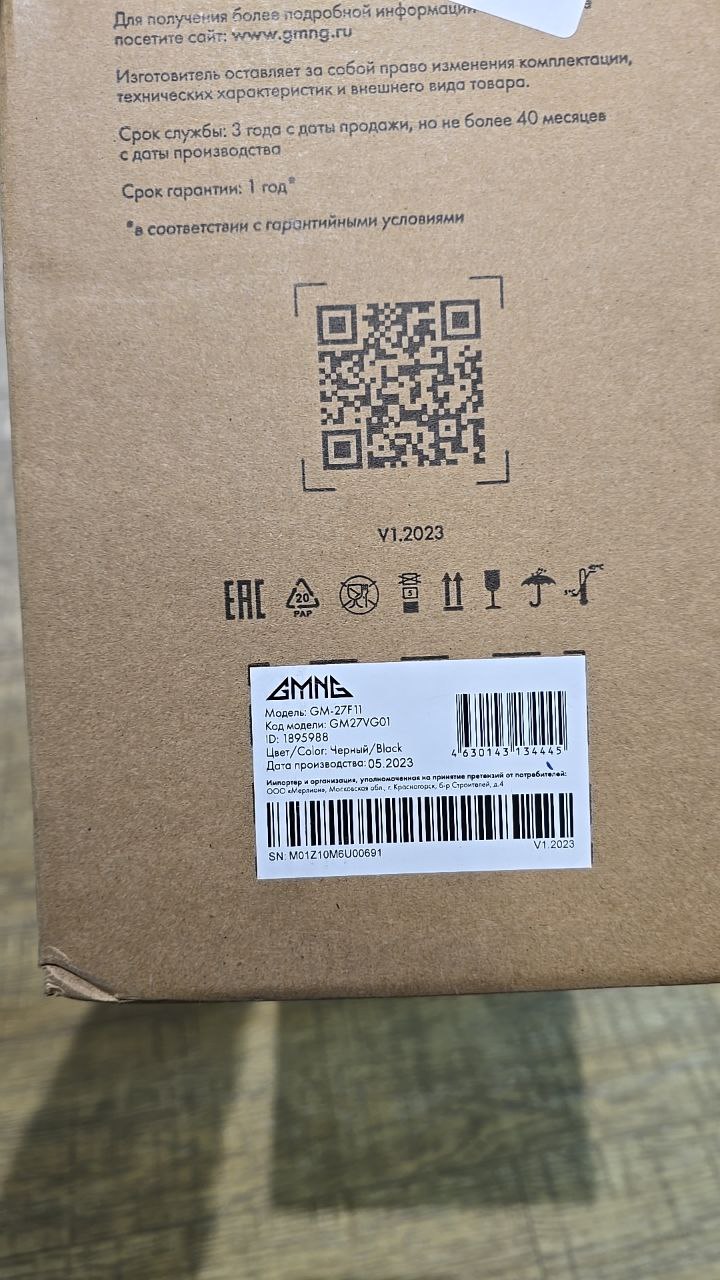 Для получения более подробной информации
посетите сайт: www.gmng.ru
Изготовитель оставляет за собой право изменения комплектации,
технических характеристик и внешнего вида товара.
Срок службы: 3 года с даты продажи, но не более 40 месяцев
с даты производства
Срок гарантии: 1 год*
*в соответствии с гарантийными условиями
V1.2023
EAC
20
PAP
5
GMNG
Модель: GM-27F11
Код модели: GM27VG01
ID: 1895988
Цвет/Color: Черный/Black
Дата производства: 05.2023
4 630143 134445
Импортер и организация, уполномоченная на принятие претензий от потребителей:
ООО «Мерлион», Московская обл., г. Красногорск, б-р Строителей, д.4
SN: M01Z10M6U00691
V1.2023